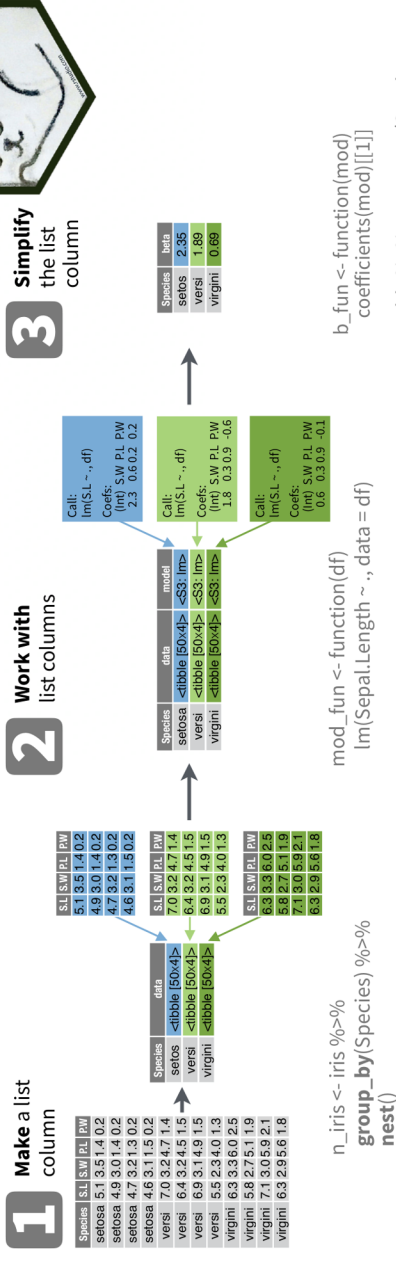 1
Make a list
column
Species S.L S.W P.L P.W
setosa 5.1 3.5 1.4 0.2
setosa 4.9 3.0 1.4 0.2
setosa 4.7 3.2 1.3 0.2
setosa 4.6 3.1 1.5 0.2
versi 7.0 3.2 4.7 1.4
versi 6.4 3.2 4.5 1.5
versi 6.9 3.1 4.9 1.5
versi 5.5 2.3 4.0 1.3
virgini 6.3 3.3 6.0 2.5
virgini 5.8 2.7 5.1 1.9
virgini 7.1 3.0 5.9 2.1
virgini 6.3 2.9 5.6 1.8
Species data
setos <tibble [50x4]>
versi <tibble [50x4]>
virgini <tibble [50x4]>
S.L S.W P.L P.W
5.1 3.5 1.4 0.2
4.9 3.0 1.4 0.2
4.7 3.2 1.3 0.2
4.6 3.1 1.5 0.2
S.L S.W P.L P.W
7.0 3.2 4.7 1.4
6.4 3.2 4.5 1.5
6.9 3.1 4.9 1.5
5.5 2.3 4.0 1.3
S.L S.W P.L P.W
6.3 3.3 6.0 2.5
5.8 2.7 5.1 1.9
7.1 3.0 5.9 2.1
6.3 2.9 5.6 1.8
n_iris <- iris %>%
group_by(Species) %>%
nest()
2
Work with
list columns
Species data model
setosa <tibble [50x4]> <S3: lm>
versi <tibble [50x4]> <S3: lm>
virgini <tibble [50x4]> <S3: lm>
Call:
lm(S.L ~ ., df)
Coefs:
(Int) S.W P.L P.W
2.3 0.6 0.2 0.2
Call:
lm(S.L ~ ., df)
Coefs:
(Int) S.W P.L P.W
1.8 0.3 0.9 -0.6
Call:
lm(S.L ~ ., df)
Coefs:
(Int) S.W P.L P.W
0.6 0.3 0.9 -0.1
mod_fun <- function(df)
lm(Sepal.Length ~ ., data = df)
3
Simplify
the list
column
Species beta
setos 2.35
versi 1.89
virgini 0.69
b_fun <- function(mod)
coefficients(mod)[[1]]
www.rstudio.com